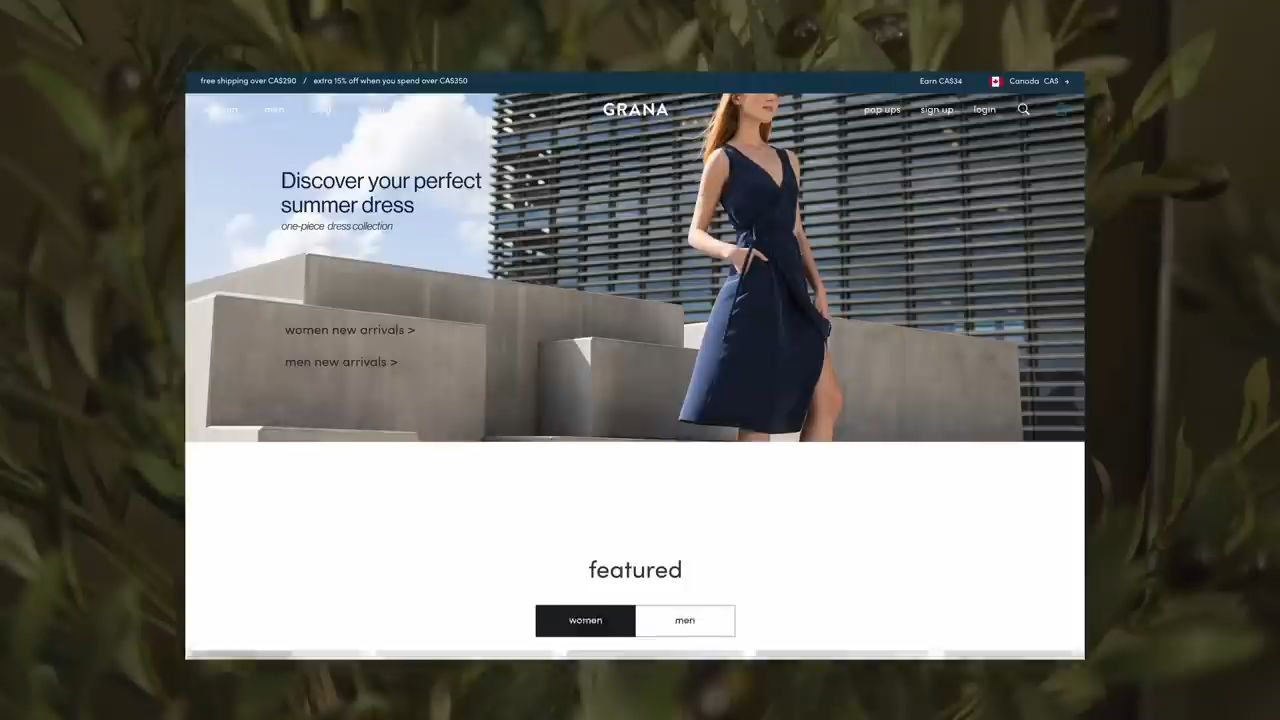 free shipping over CA$290 / extra 15% off when you spend over CA$350
Earn CA$34
Canada CA$
men
GRANA
pop ups
sign up
login
Discover your perfect
summer dress
one-piece dress collection
women new arrivals >
men new arrivals >
featured
women
men